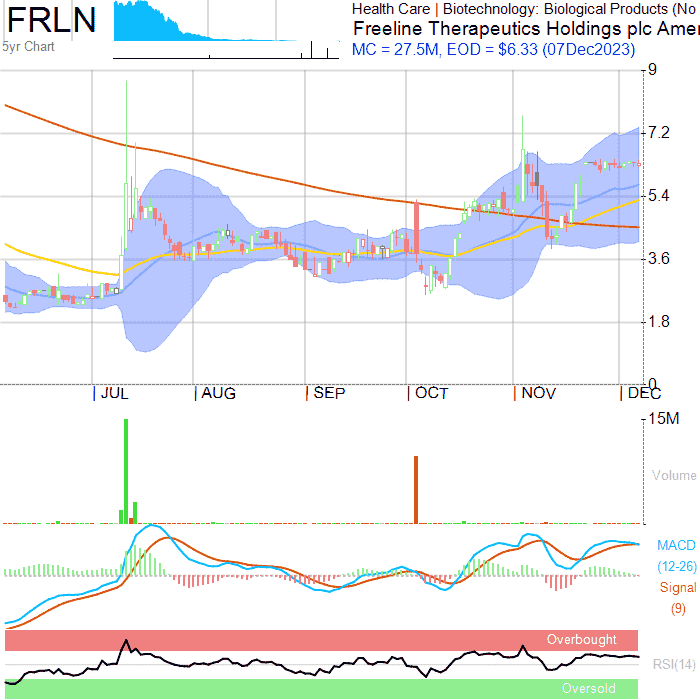 FRLN
5yr Chart
Health Care | Biotechnology: Biological Products (No
Freeline Therapeutics Holdings plc Amer
MC = 27.5M, EOD = $6.33 (07Dec2023)
9
7.2
5.4
3.6
1.8
0
JUL AUG SEP OCT NOV DEC
15M
Volume
MACD
(12-26)
Signal
(9)
Overbought
RSI(14)
Oversold